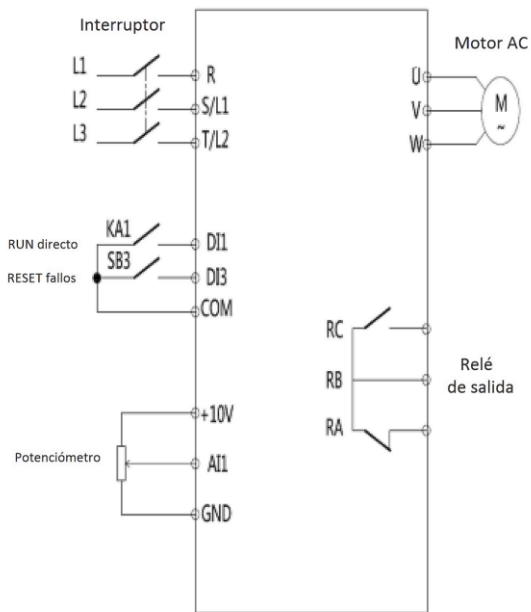 Interruptor
Motor AC
L1
R
L2
S/L1
L3
T/L2
U
V
W
M
KA1
RUN directo
DI1
SB3
RESET fallos
DI3
COM
RC
RB
RA
Relé
de salida
+10V
Potenciómetro
AI1
GND